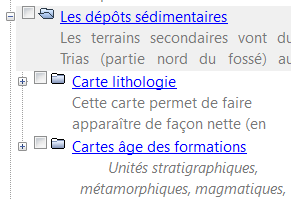 Les dépôts sédimentaires
Les terrains secondaires vont du
Trias (partie nord du fossé) au
Carte lithologie
Cette carte permet de faire
apparaître de façon nette (en
Cartes âge des formations
Unités stratigraphiques,
métamorphiques, magmatiques,